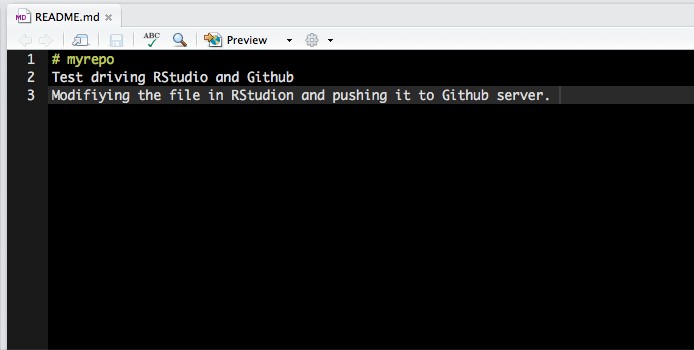 MD README.md ×
ABC Preview
1 # myrepo
2 Test driving RStudio and Github
3 Modifiying the file in RStudion and pushing it to Github server.